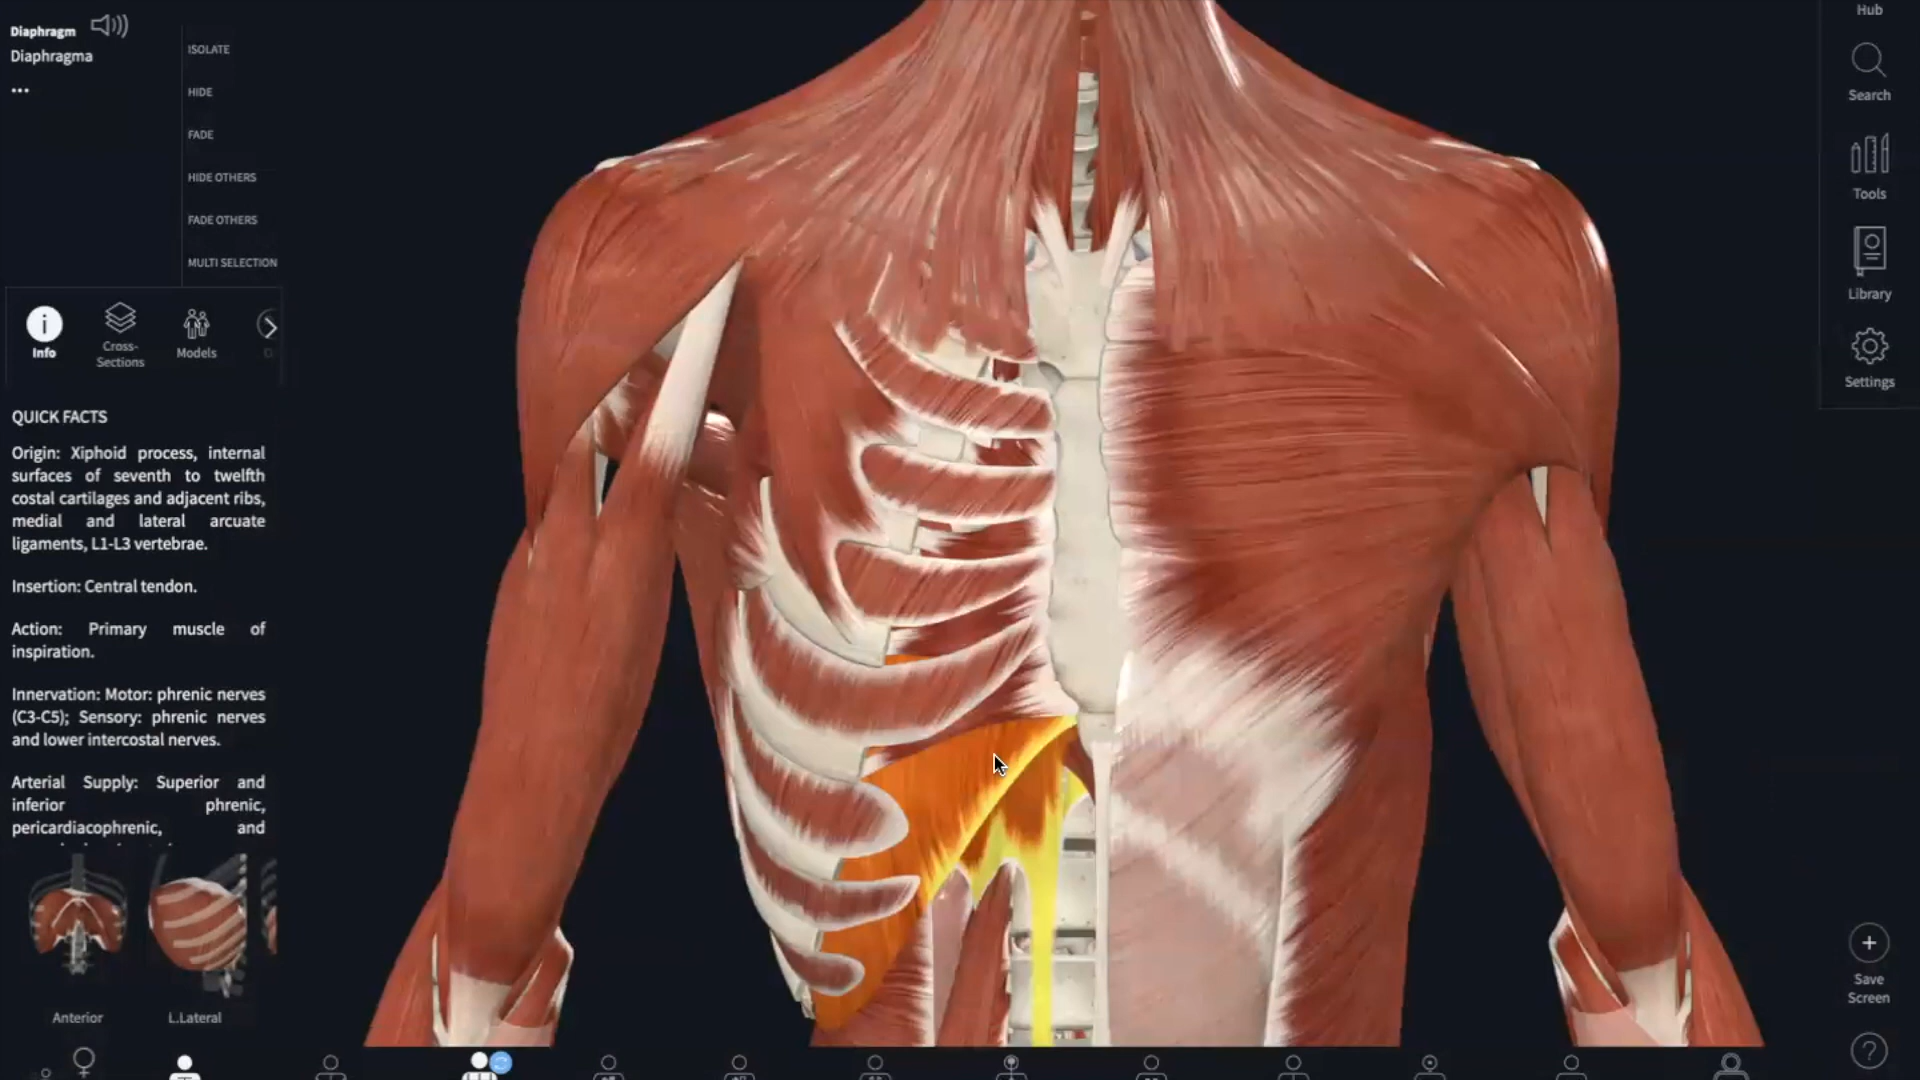 Diaphragm
Diaphragma
•••
ISOLATE
HIDE
FADE
HIDE OTHERS
FADE OTHERS
MULTI SELECTION
Info
Cross-
Sections
Models
QUICK FACTS
Origin: Xiphoid process, internal
surfaces of seventh to twelfth
costal cartilages and adjacent ribs,
medial and lateral arcuate
ligaments, L1-L3 vertebrae.
Insertion: Central tendon.
Action: Primary muscle of
inspiration.
Innervation: Motor: phrenic nerves
(C3-C5); Sensory: phrenic nerves
and lower intercostal nerves.
Arterial Supply: Superior and
inferior phrenic,
pericardiacophrenic, and
Anterior
L.Lateral
Hub
Search
Tools
Library
Settings
Save
Screen
?